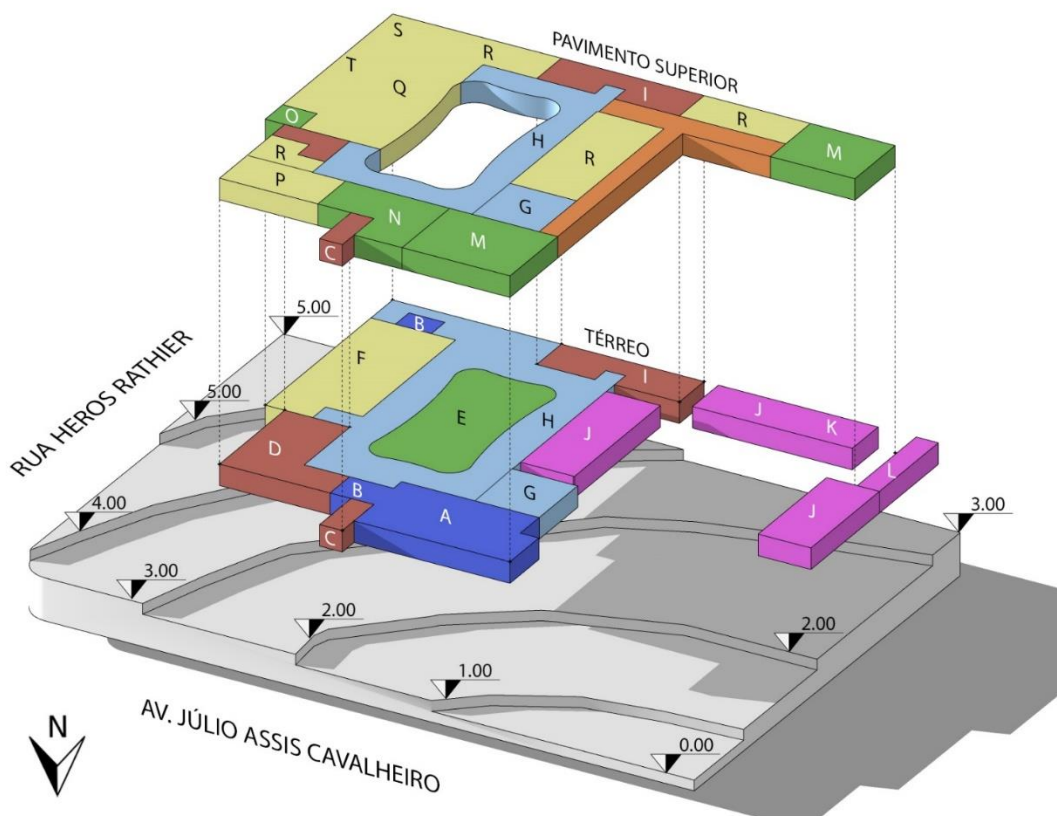 S
R
PAVIMENTO SUPERIOR
T
Q
I
R
O
H
M
R
R
P
G
N
M
C
5.00
B
TÉRREO
F
I
RUA HEROS RATHIER
5.00
E
H
J
J
K
D
L
B
G
A
J
4.00
C
3.00
3.00
2.00
2.00
1.00
N
AV. JÚLIO ASSIS CAVALHEIRO
0.00